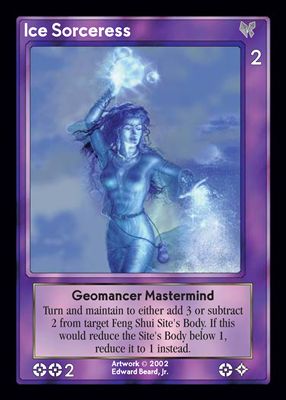 Ice Sorceress
2
Geomancer Mastermind
Turn and maintain to either add 3 or subtract
2 from target Feng Shui Site's Body. If this
would reduce the Site's Body below 1,
reduce it to 1 instead.
2
Artwork © 2002
Edward Beard, Jr.